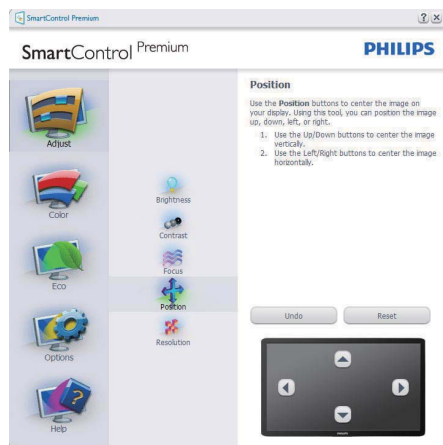 SmartControl Premium
SmartControl Premium
PHILIPS
Adjust
Color
Eco
Options
Help
Brightness
Contrast
Focus
Position
Resolution
Position
Use the Position buttons to center the image on
your display. Using this tool, you can position the image
up, down, left, or right.
1. Use the Up/Down buttons to center the image
vertically.
2. Use the Left/Right buttons to center the image
horizontally.
Undo
Reset
PHILIPS